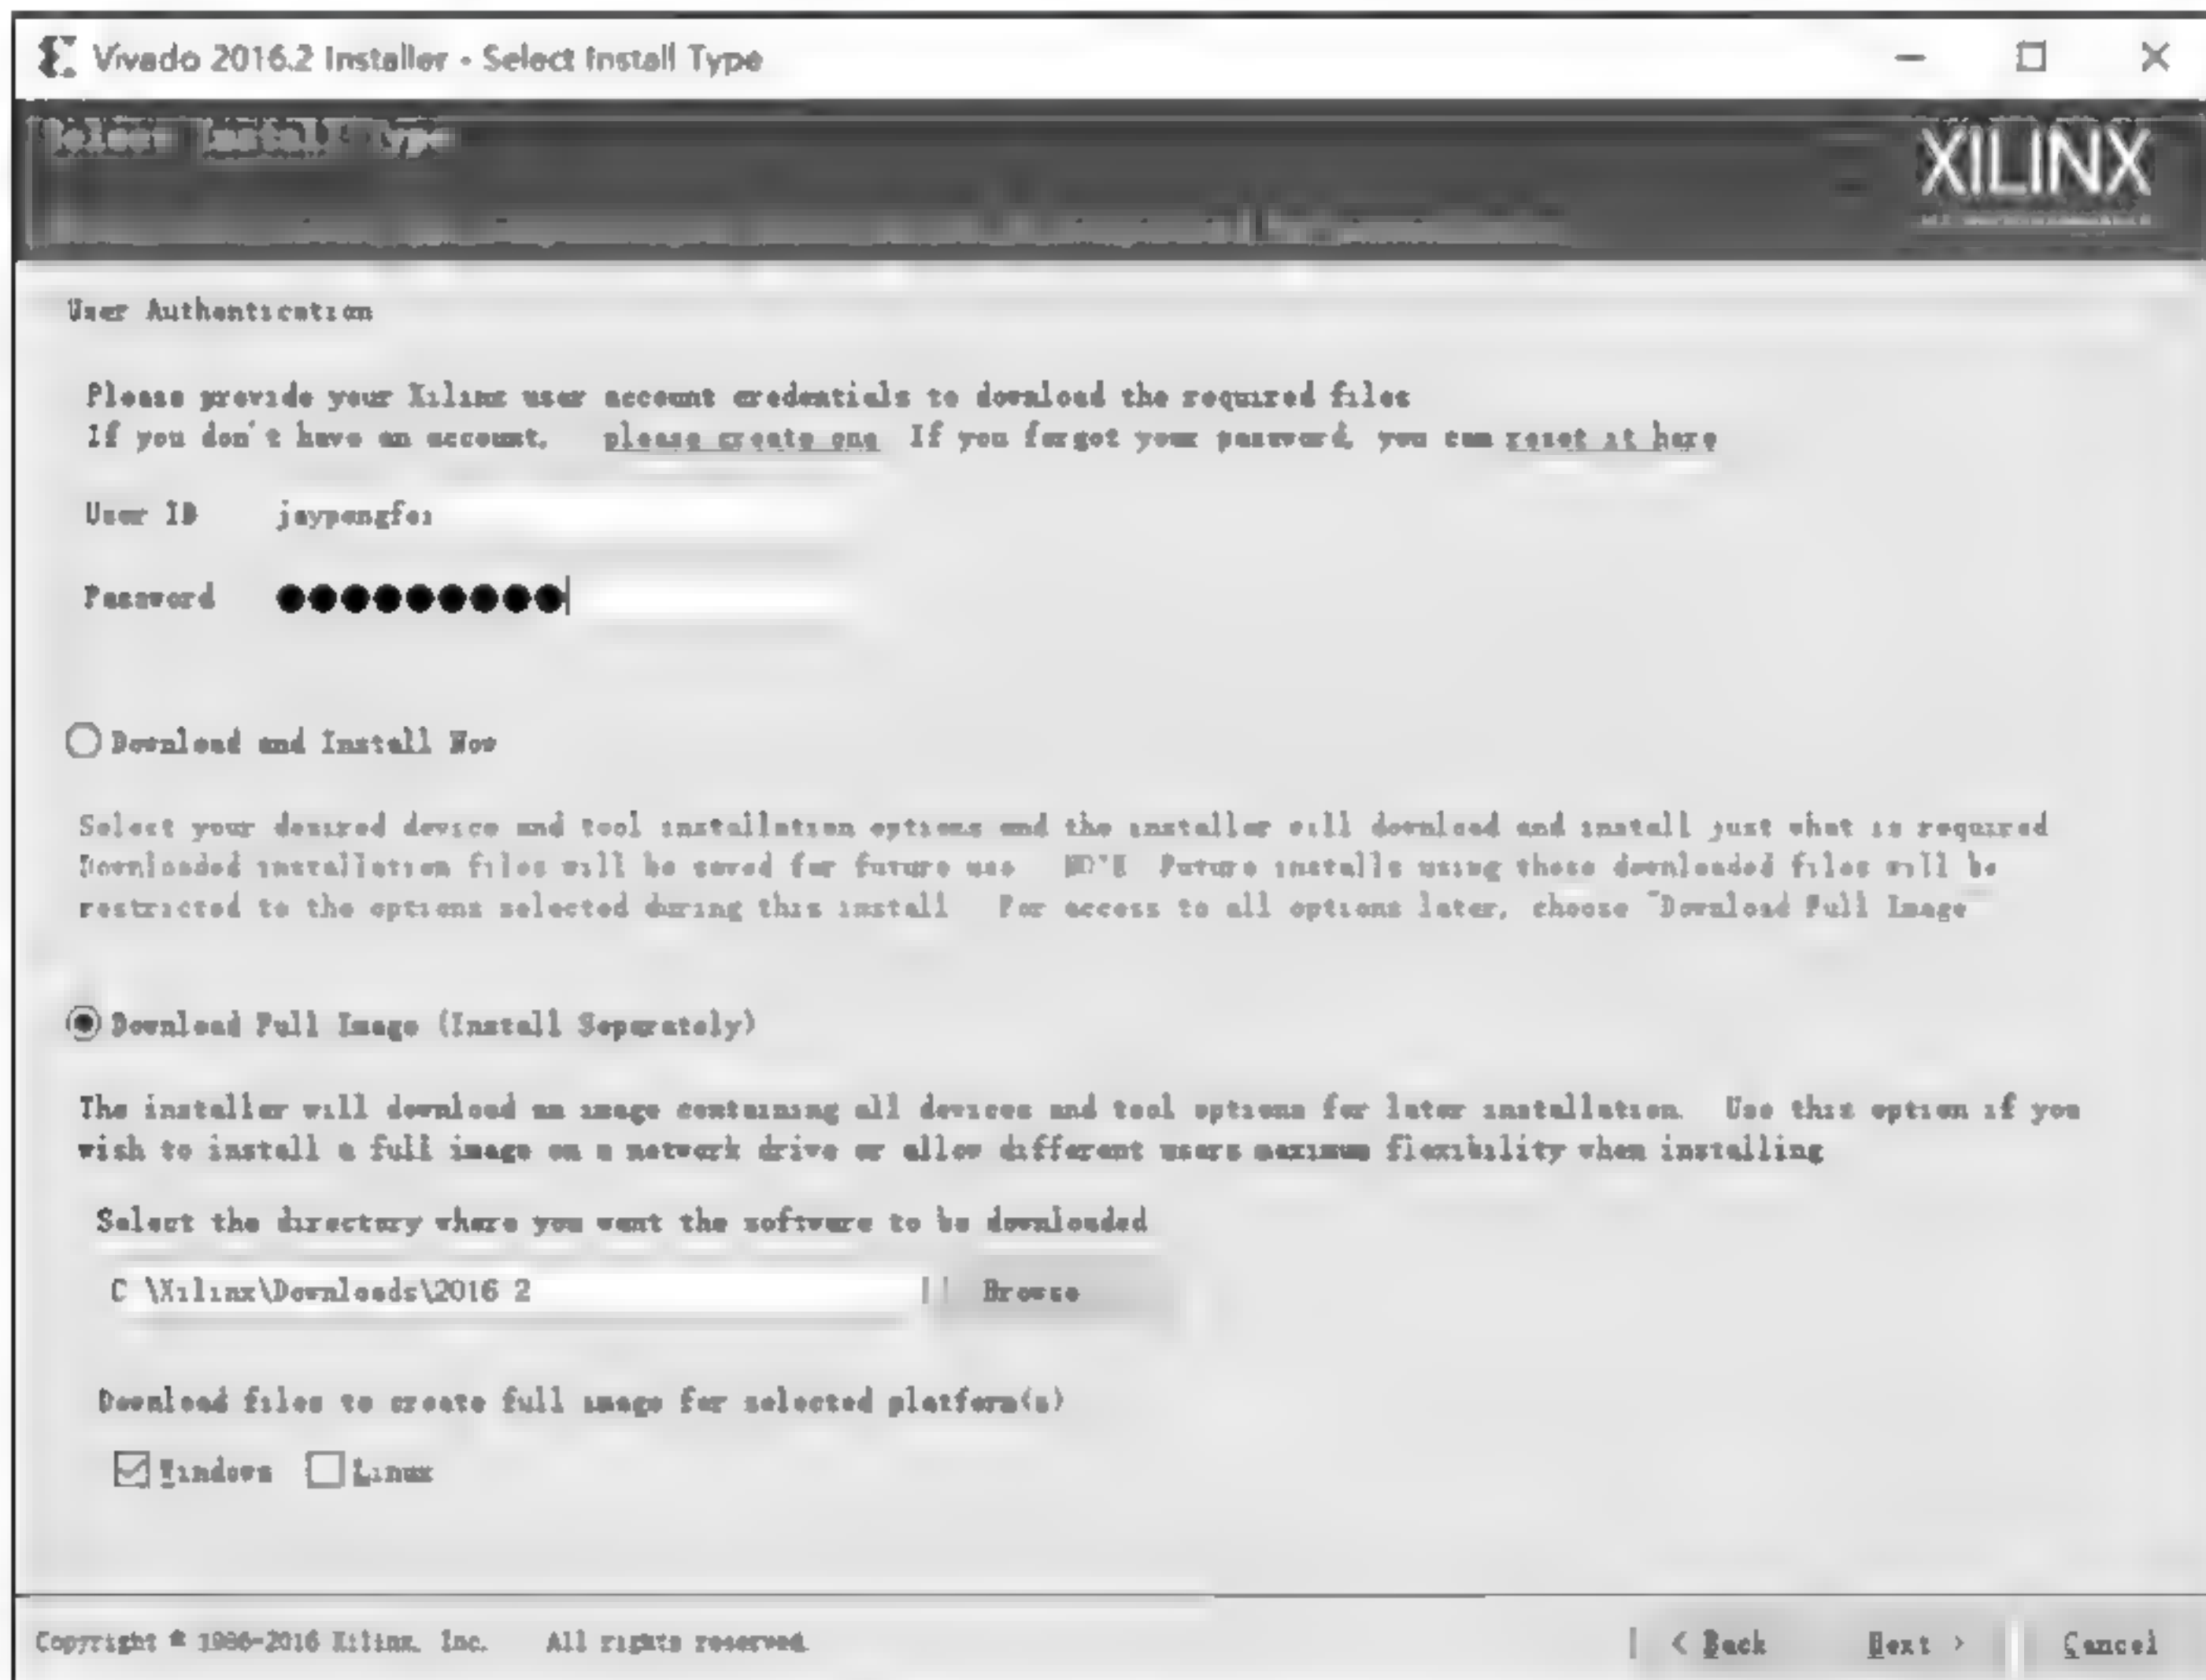 Vivado 2016.2 Installer - Select Install Type
Select Install Type
XILINX
User Authentication
Please provide your Xilinx user account credentials to download the required files
If you don't have an account, please create one If you forgot your password, you can reset it here
User ID jaypengfei
Password ●●●●●●●●●
Download and Install Now
Select your desired device and tool installation options and the installer will download and install just what is required
Downloaded installation files will be saved for future use NOTE Future installs using these downloaded files will be
restricted to the options selected during this install For access to all options later, choose "Download Full Image"
Download Full Image (Install Separately)
The installer will download an image containing all devices and tool options for later installation. Use this option if you
wish to install a full image on a network drive or allow different users maximum flexibility when installing
Select the directory where you want the software to be downloaded
C \Xilinx\Downloads\2016 2 Browse
Download files to create full image for selected platform(s)
Windows Linux
Copyright © 1986-2016 Xilinx, Inc. All rights reserved.
< Back Next > Cancel